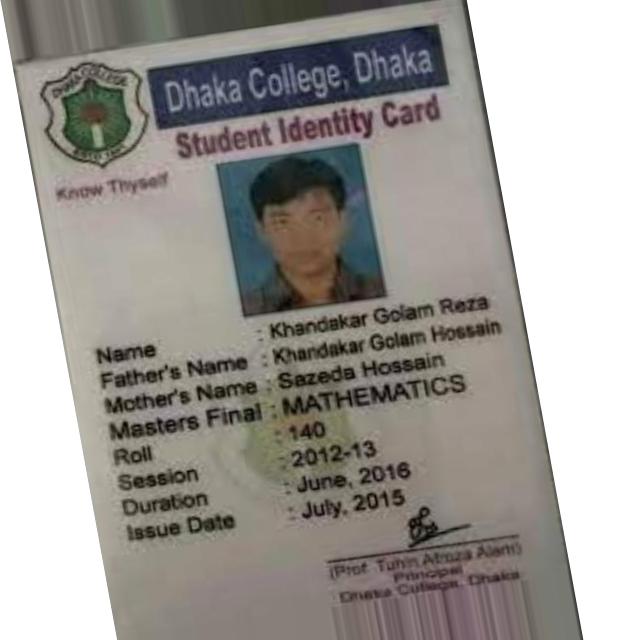 DHAKA COLLEGE
ESTD 1841
Dhaka College, Dhaka
Student Identity Card
Know Thyself
Name : Khandakar Golam Reza
Father's Name : Khandakar Golam Hossain
Mother's Name : Sazeda Hossain
Masters Final : MATHEMATICS
Roll : 140
Session : 2012-13
Duration : June, 2016
Issue Date : July, 2015
(Prof. Tuhin Afroza Alam)
Principal
Dhaka College, Dhaka